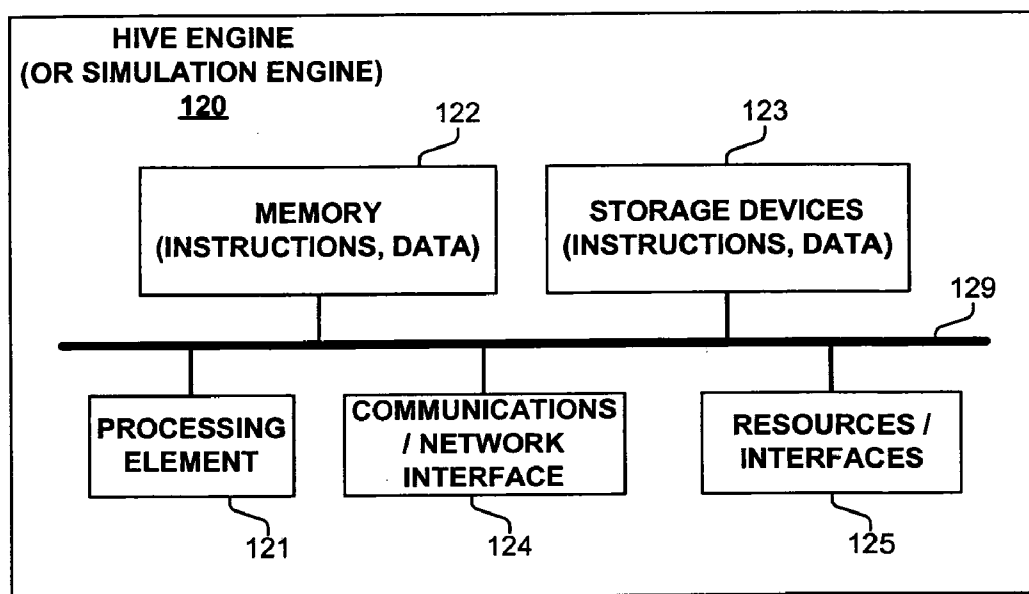 HIVE ENGINE
(OR SIMULATION ENGINE)
120
122
123
MEMORY
(INSTRUCTIONS, DATA)
STORAGE DEVICES
(INSTRUCTIONS, DATA)
129
PROCESSING
ELEMENT
COMMUNICATIONS
/ NETWORK
INTERFACE
RESOURCES /
INTERFACES
121
124
125